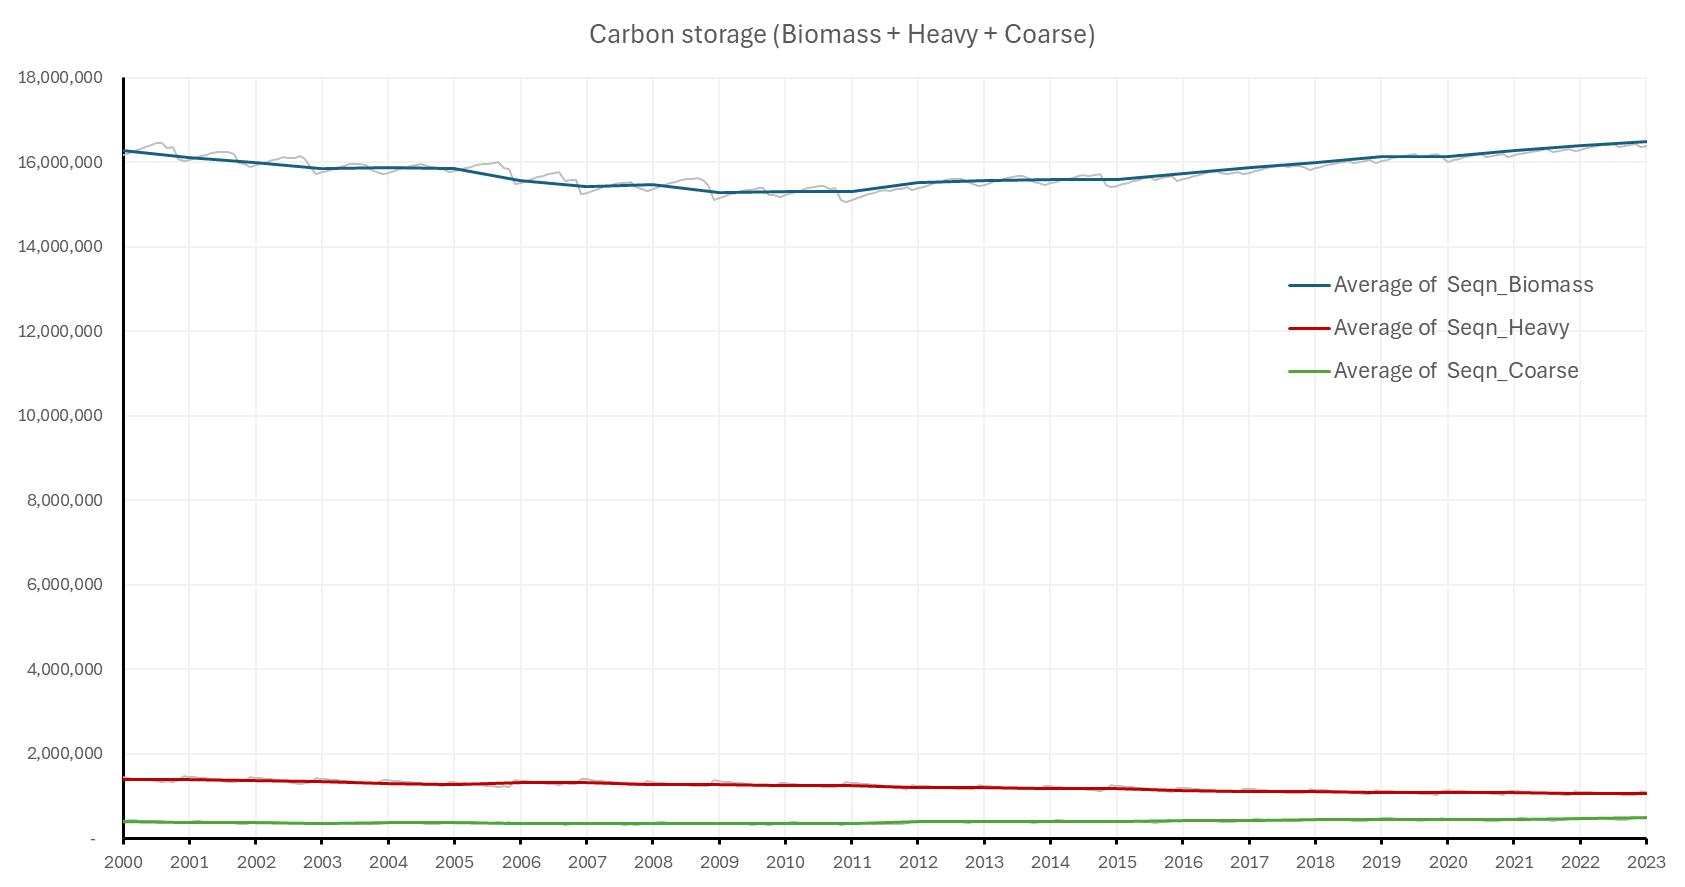 Carbon storage (Biomass + Heavy + Coarse)
18,000,000
16,000,000
14,000,000
12,000,000
10,000,000
8,000,000
6,000,000
4,000,000
2,000,000
-
Average of Seqn_Biomass
Average of Seqn_Heavy
Average of Seqn_Coarse
2000 2001 2002 2003 2004 2005 2006 2007 2008 2009 2010 2011 2012 2013 2014 2015 2016 2017 2018 2019 2020 2021 2022 2023